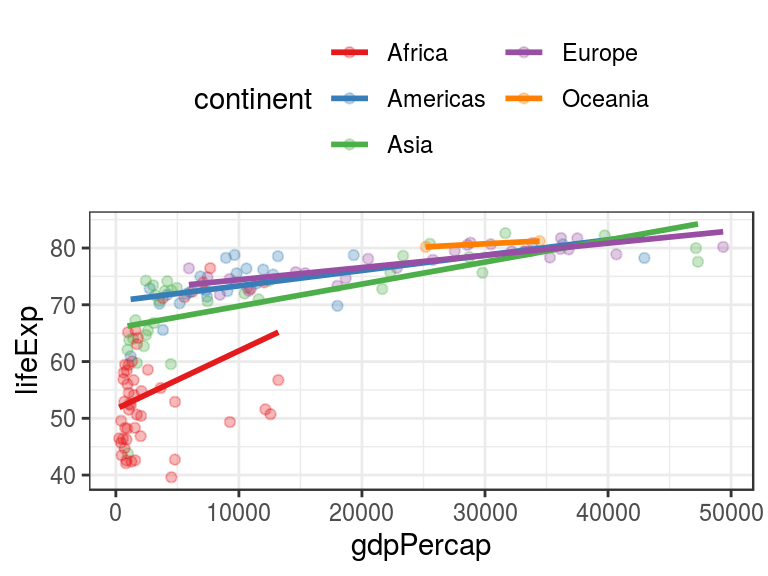 continent
Africa
Americas
Asia
Europe
Oceania
lifeExp
80
70
60
50
40
0 10000 20000 30000 40000 50000
gdpPercap